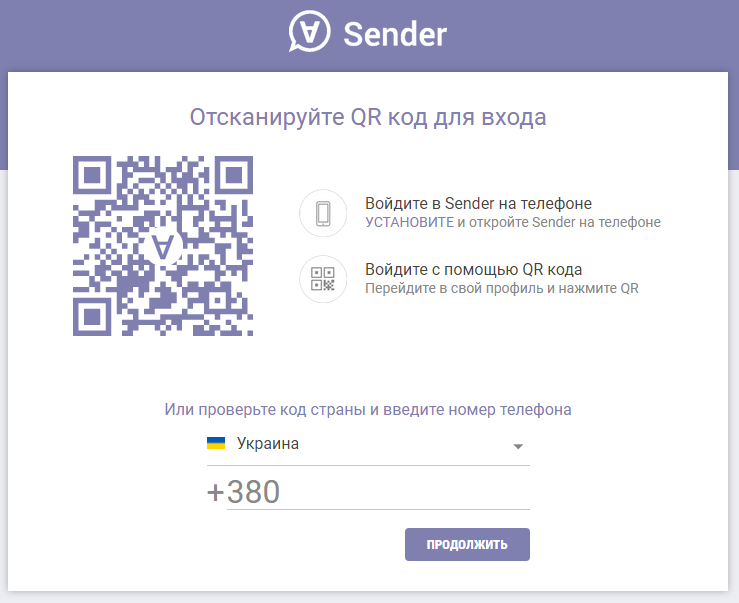 Sender
Отсканируйте QR код для входа
Войдите в Sender на телефоне
УСТАНОВИТЕ и откройте Sender на телефоне
Войдите с помощью QR кода
Перейдите в свой профиль и нажмите QR
Или проверьте код страны и введите номер телефона
Украина
+380
ПРОДОЛЖИТЬ